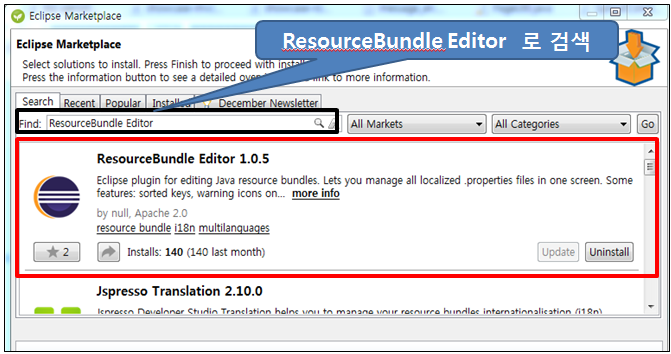 Eclipse Marketplace
Eclipse Marketplace
ResourceBundle Editor 로 검색
Select solutions to install. Press Finish to proceed with install
Press the information button to see a detailed over link to more information.
Search Recent Popular Installed December Newsletter
Find: ResourceBundle Editor All Markets All Categories Go
ResourceBundle Editor 1.0.5
Eclipse plugin for editing Java resource bundles. Lets you manage all localized .properties files in one screen. Some
features: sorted keys, warning icons on... more info
by null, Apache 2.0
resource bundle i18n multilanguages
2 Installs: 140 (140 last month) Update Uninstall
Jspresso Translation 2.10.0
Jspresso Developer Studio Translation helps you to manage your resource bundles internationalisation (i18n)